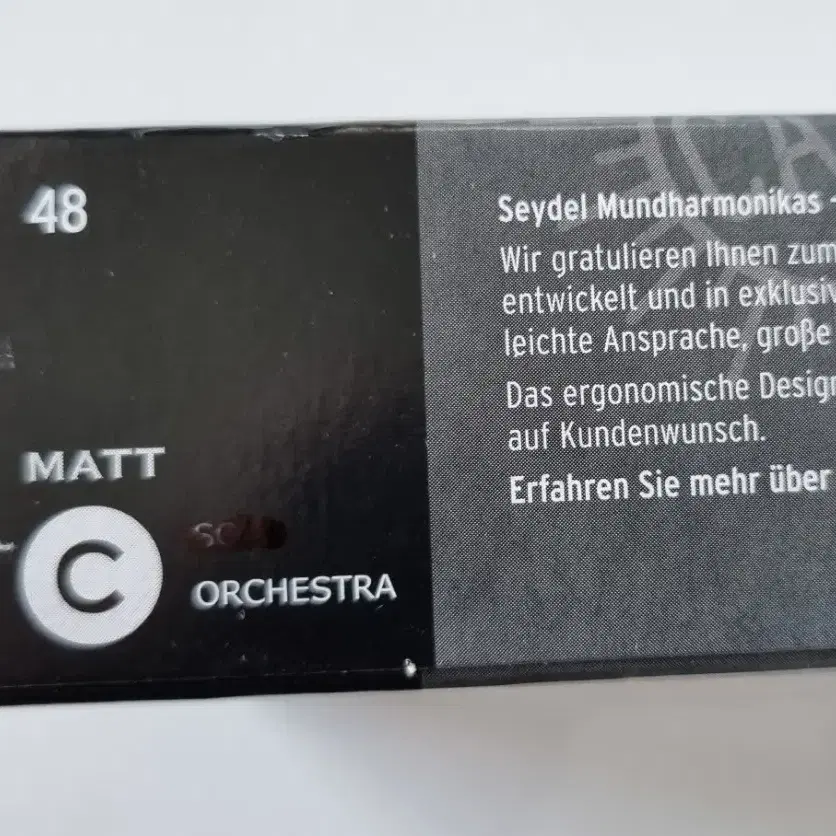 48
MATT
C
ORCHESTRA
Seydel Mundharmonikas -
Wir gratulieren Ihnen zum
entwickelt und in exklusiv
leichte Ansprache, große
Das ergonomische Design
auf Kundenwunsch.
Erfahren Sie mehr über